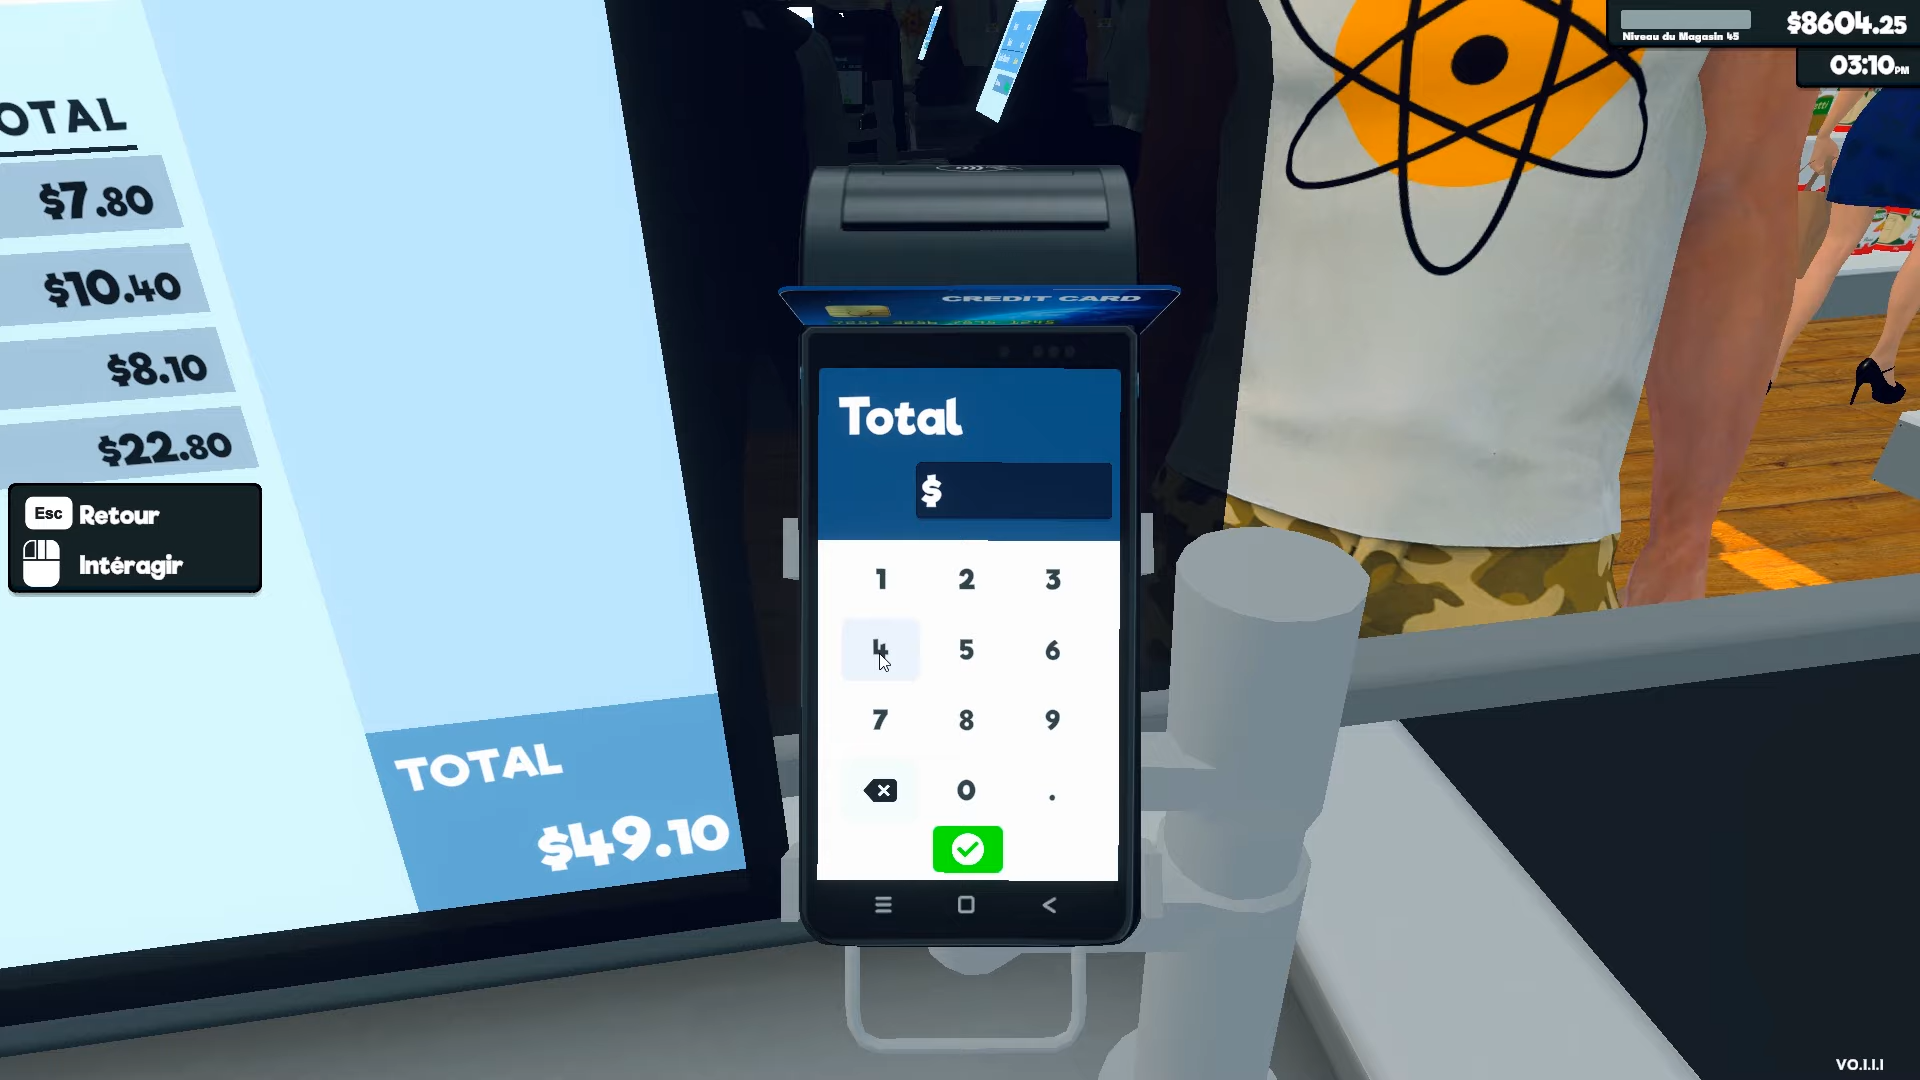 $8604.25
Niveau du Magasin 45
03:10PM
OTAL
$7.80
$10.40
$8.10
$22.80
Esc Retour
Intéragir
TOTAL
$49.10
CREDIT CARD
Total
$
1 2 3
4 5 6
7 8 9
0 .
V0.1.1.1